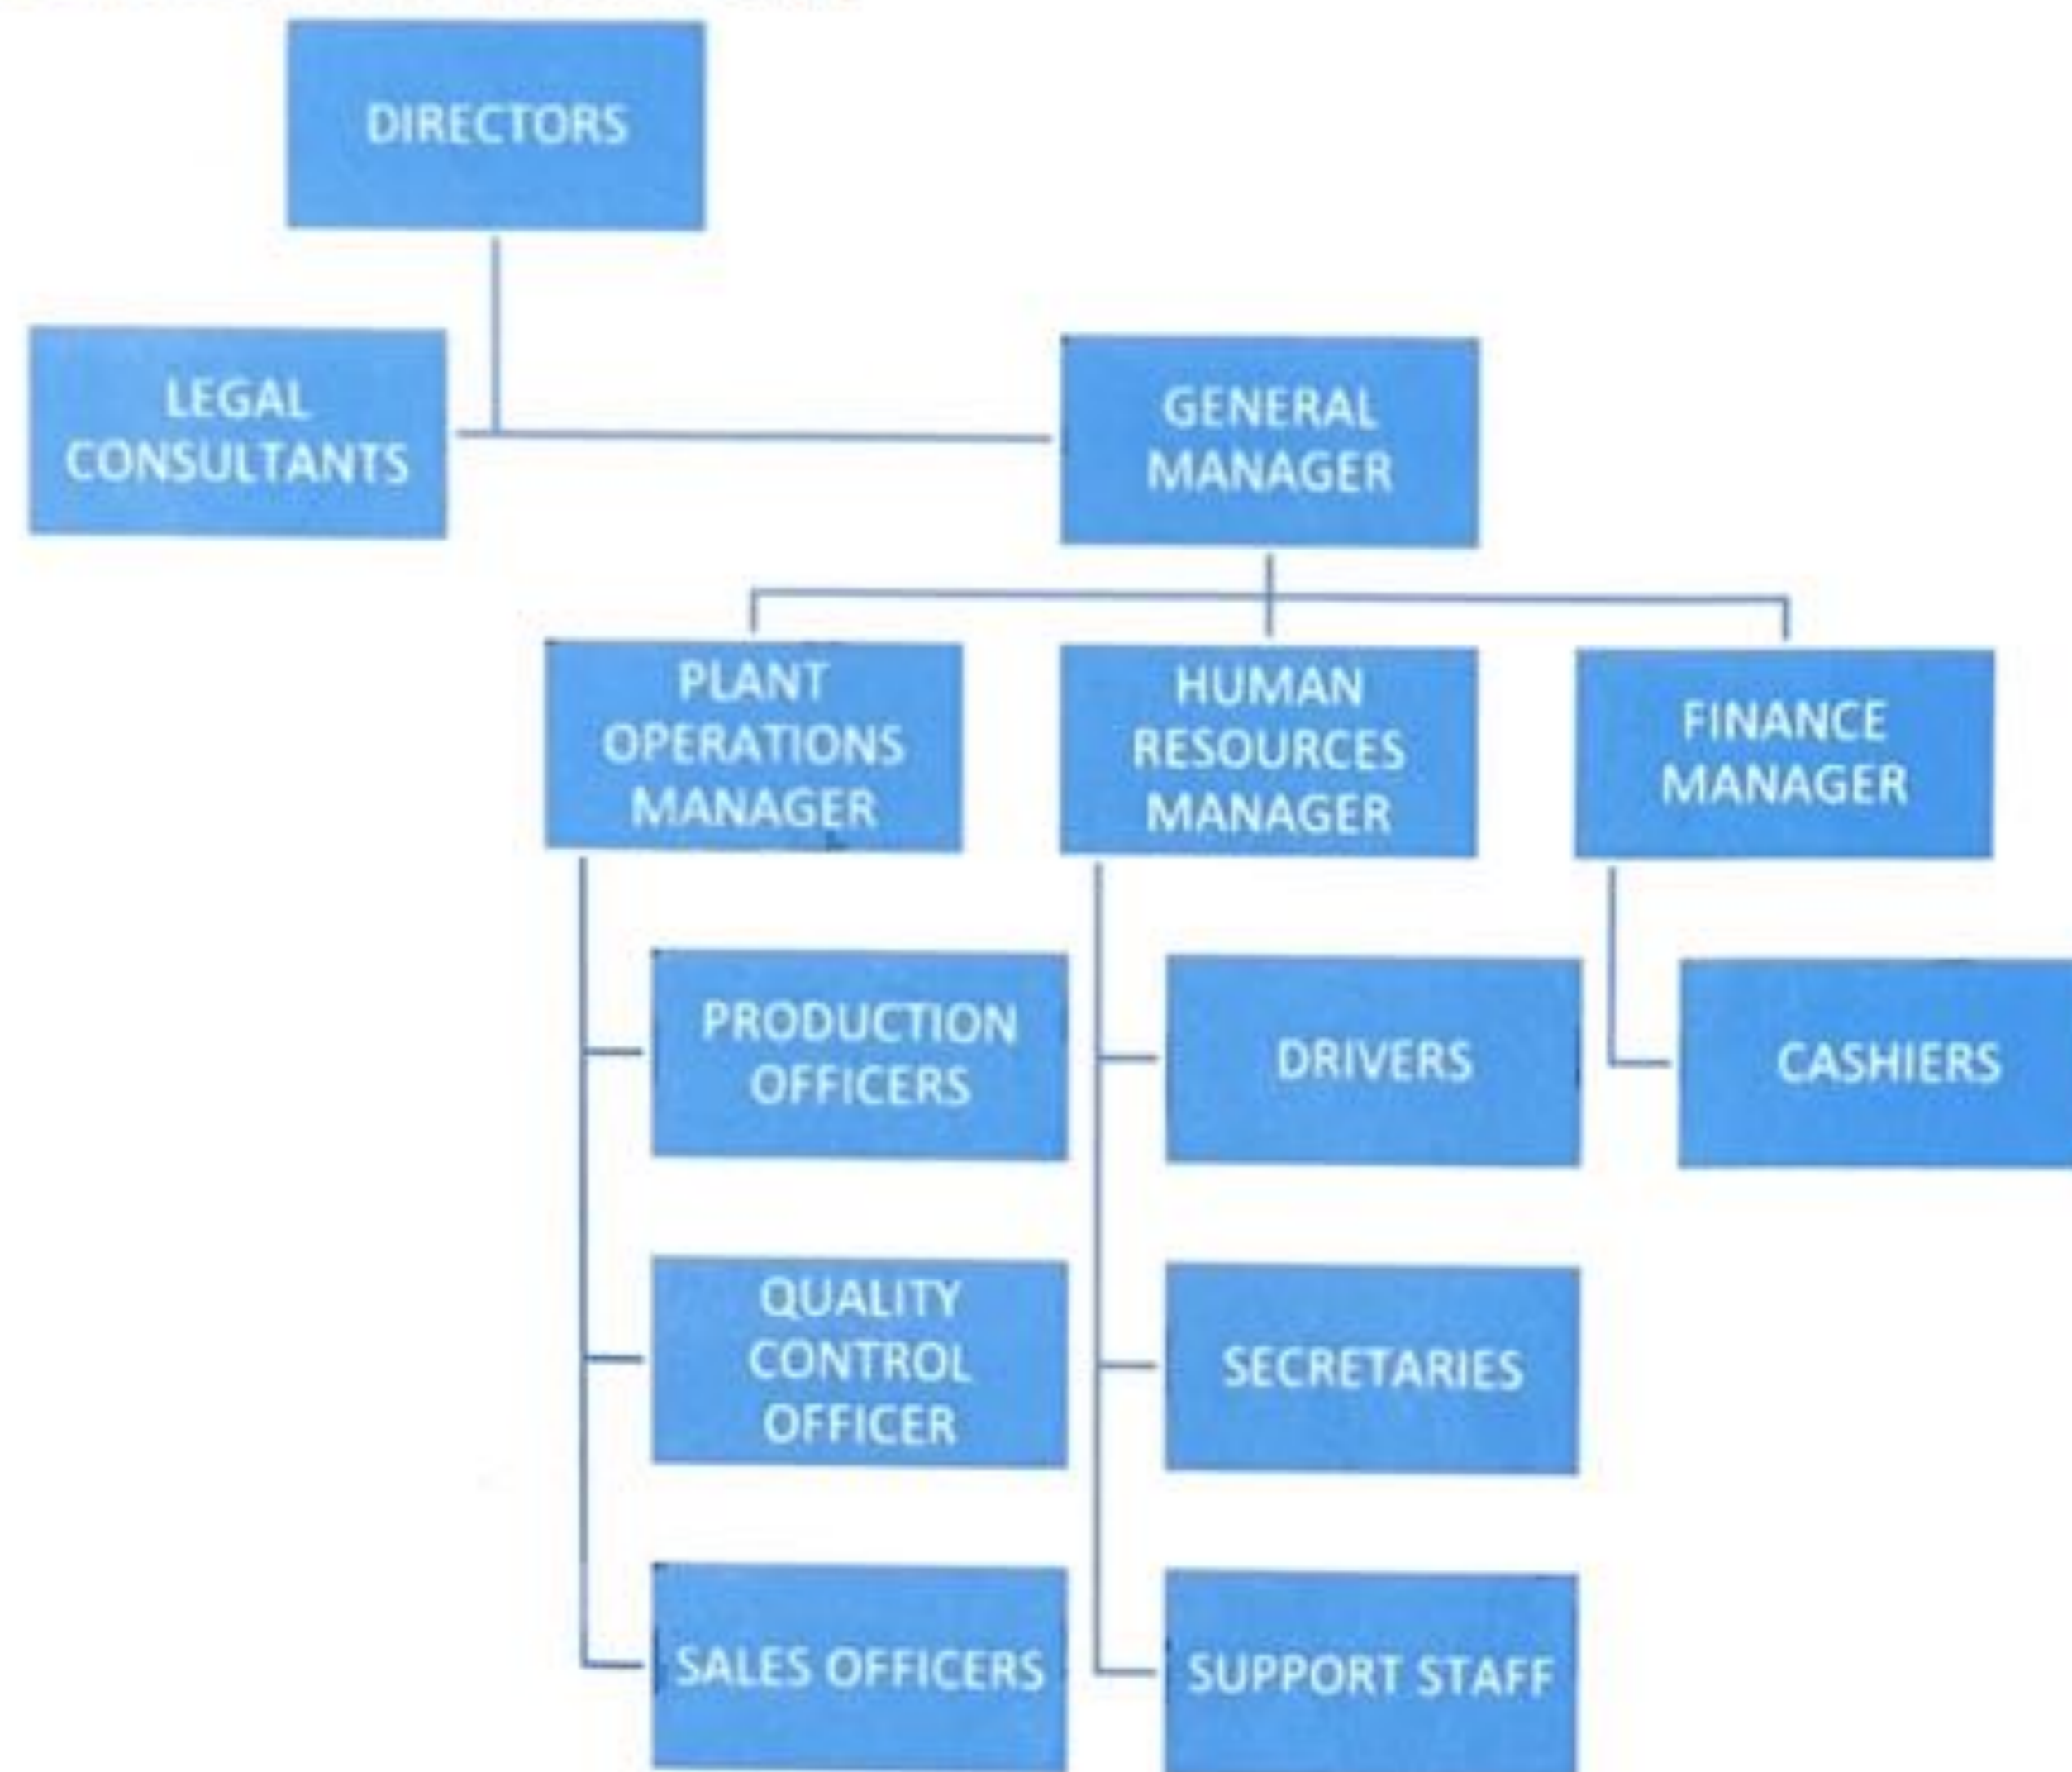 DIRECTORS
LEGAL
CONSULTANTS
GENERAL
MANAGER
PLANT
OPERATIONS
MANAGER
HUMAN
RESOURCES
MANAGER
FINANCE
MANAGER
PRODUCTION
OFFICERS
DRIVERS
CASHIERS
QUALITY
CONTROL
OFFICER
SECRETARIES
SALES OFFICERS
SUPPORT STAFF